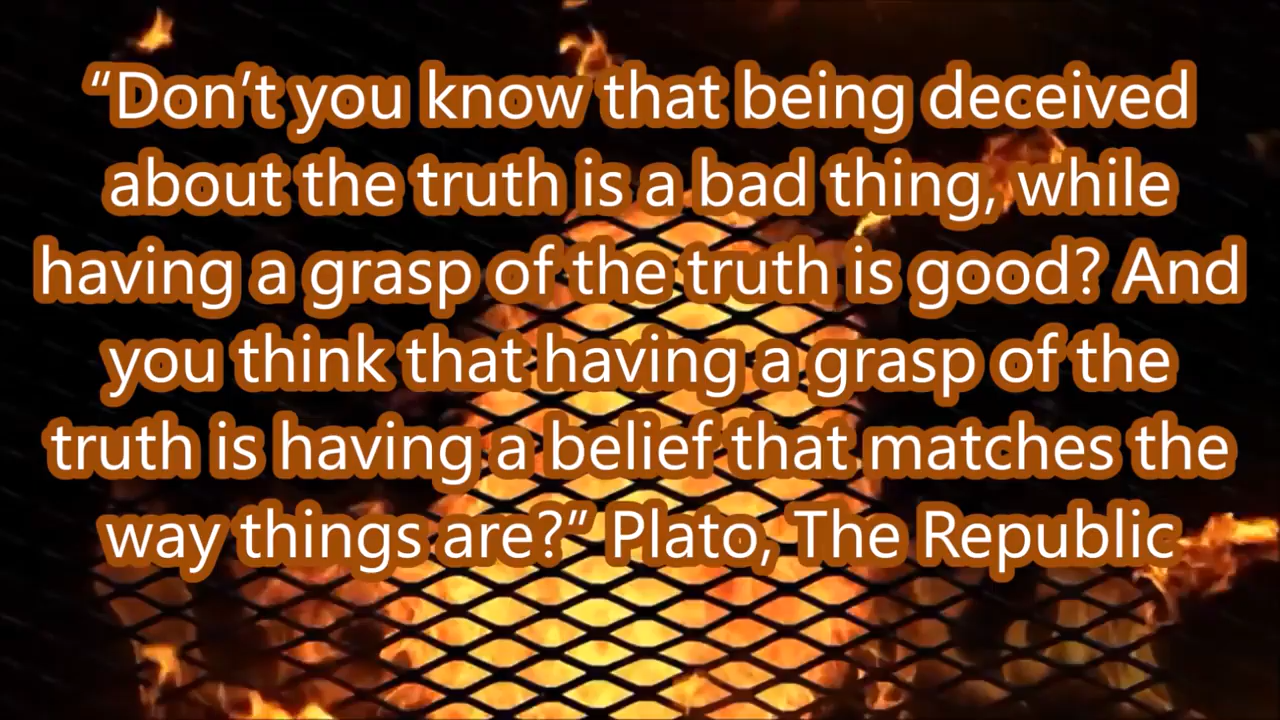 “Don’t you know that being deceived
about the truth is a bad thing, while
having a grasp of the truth is good? And
you think that having a grasp of the
truth is having a belief that matches the
way things are?” Plato, The Republic